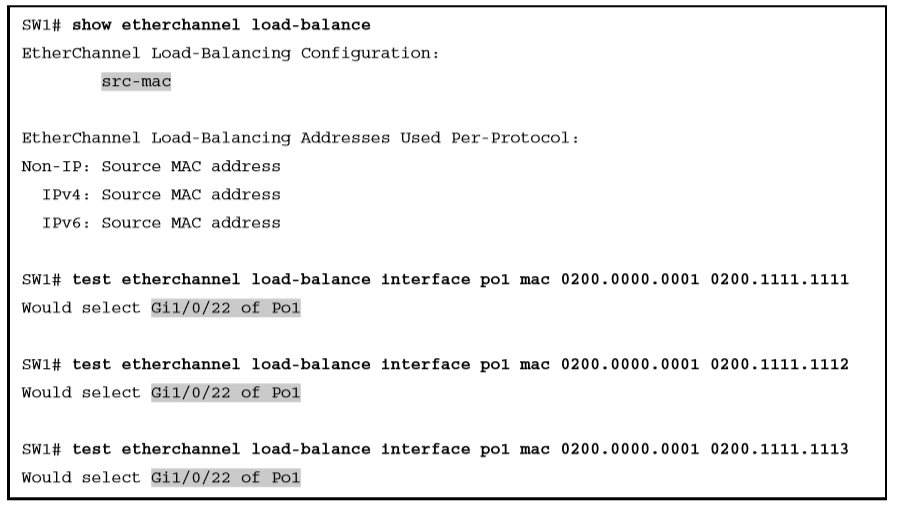 SW1# show etherchannel load-balance
EtherChannel Load-Balancing Configuration:
src-mac
EtherChannel Load-Balancing Addresses Used Per-Protocol:
Non-IP: Source MAC address
IPv4: Source MAC address
IPv6: Source MAC address
SW1# test etherchannel load-balance interface po1 mac 0200.0000.0001 0200.1111.1111
Would select Gi1/0/22 of Po1
SW1# test etherchannel load-balance interface po1 mac 0200.0000.0001 0200.1111.1112
Would select Gi1/0/22 of Po1
SW1# test etherchannel load-balance interface po1 mac 0200.0000.0001 0200.1111.1113
Would select Gi1/0/22 of Po1